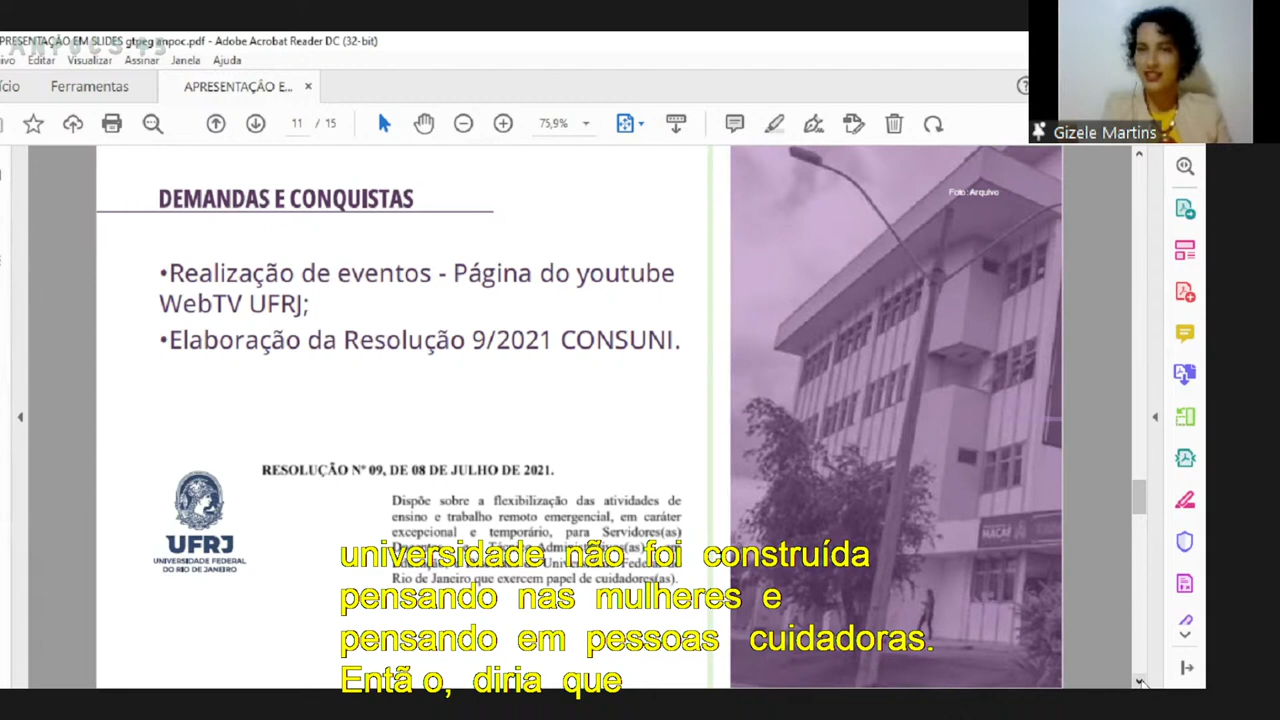 PRESENTAÇÃO EM SLIDES gtpeg anpoc.pdf - Adobe Acrobat Reader DC (32-bit)
ANPOCS 45
Editar Visualizar Assinar Janela Ajuda
Ferramentas APRESENTAÇÃO E... ×
11 / 15 75,9%
Gizele Martins
Foto: Arquivo
DEMANDAS E CONQUISTAS
•Realização de eventos - Página do youtube
WebTV UFRJ;
•Elaboração da Resolução 9/2021 CONSUNI.
RESOLUÇÃO Nº 09, DE 08 DE JULHO DE 2021.
Dispõe sobre a flexibilização das atividades de
ensino e trabalho remoto emergencial, em caráter
excepcional e temporário, para Servidores(as)
Rio de Janeiro que exercem papel de cuidadores(as).
UFRJ
UNIVERSIDADE FEDERAL
DO RIO DE JANEIRO
MACAÉ
universidade não foi construída
pensando nas mulheres e
pensando em pessoas cuidadoras.
Então, diria que